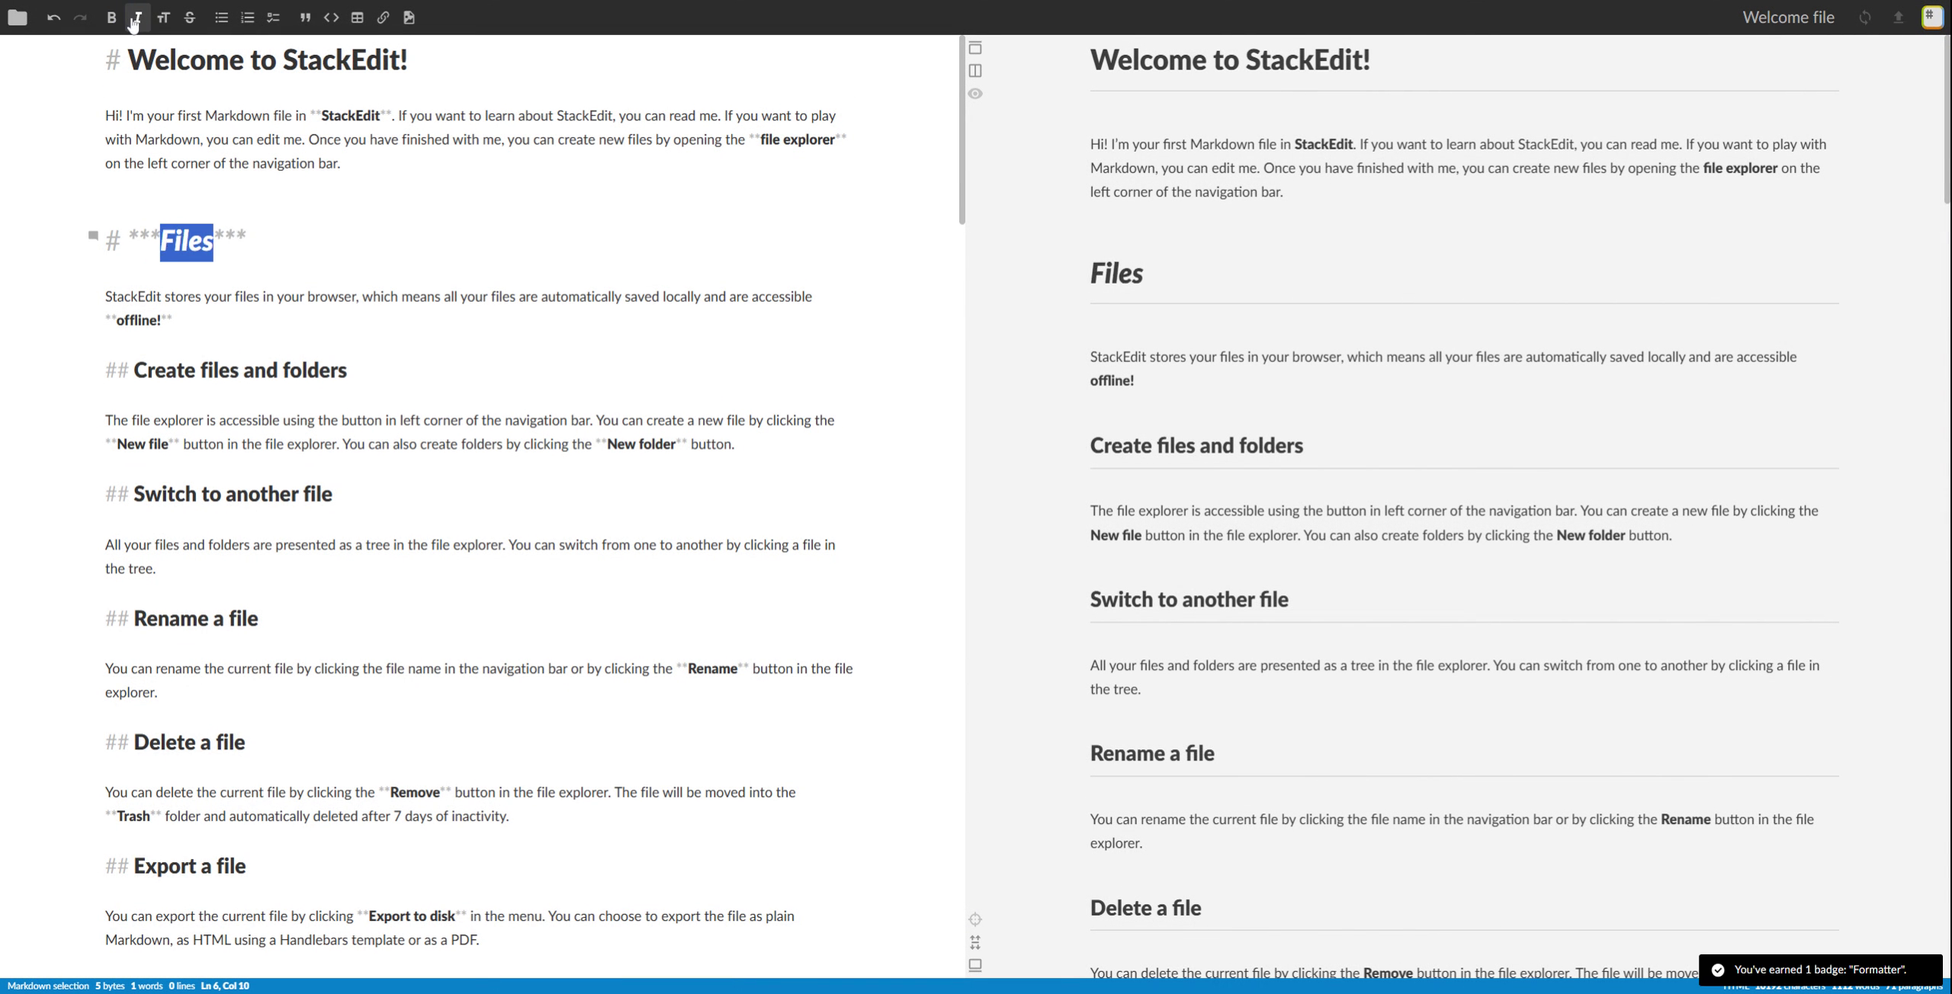 Welcome file
# Welcome to StackEdit!
Hi! I'm your first Markdown file in **StackEdit**. If you want to learn about StackEdit, you can read me. If you want to play
with Markdown, you can edit me. Once you have finished with me, you can create new files by opening the **file explorer**
on the left corner of the navigation bar.
# ***Files***
StackEdit stores your files in your browser, which means all your files are automatically saved locally and are accessible
**offline!**
## Create files and folders
The file explorer is accessible using the button in left corner of the navigation bar. You can create a new file by clicking the
**New file** button in the file explorer. You can also create folders by clicking the **New folder** button.
## Switch to another file
All your files and folders are presented as a tree in the file explorer. You can switch from one to another by clicking a file in
the tree.
## Rename a file
You can rename the current file by clicking the file name in the navigation bar or by clicking the **Rename** button in the file
explorer.
## Delete a file
You can delete the current file by clicking the **Remove** button in the file explorer. The file will be moved into the
**Trash** folder and automatically deleted after 7 days of inactivity.
## Export a file
You can export the current file by clicking **Export to disk** in the menu. You can choose to export the file as plain
Markdown, as HTML using a Handlebars template or as a PDF.
Welcome to StackEdit!
Hi! I'm your first Markdown file in StackEdit. If you want to learn about StackEdit, you can read me. If you want to play with
Markdown, you can edit me. Once you have finished with me, you can create new files by opening the file explorer on the
left corner of the navigation bar.
Files
StackEdit stores your files in your browser, which means all your files are automatically saved locally and are accessible
offline!
Create files and folders
The file explorer is accessible using the button in left corner of the navigation bar. You can create a new file by clicking the
New file button in the file explorer. You can also create folders by clicking the New folder button.
Switch to another file
All your files and folders are presented as a tree in the file explorer. You can switch from one to another by clicking a file in
the tree.
Rename a file
You can rename the current file by clicking the file name in the navigation bar or by clicking the Rename button in the file
explorer.
Delete a file
You can delete the current file by clicking the Remove button in the file explorer. The file will be move
You've earned 1 badge: "Formatter".
Markdown selection 5 bytes 1 words 0 lines Ln 6, Col 10